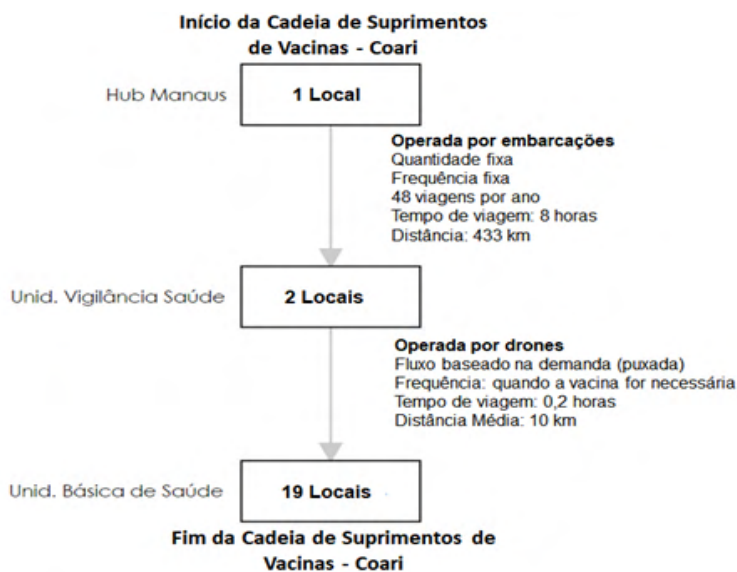 Início da Cadeia de Suprimentos
de Vacinas - Coari
Hub Manaus
1 Local
Operada por embarcações
Quantidade fixa
Frequência fixa
48 viagens por ano
Tempo de viagem: 8 horas
Distância: 433 km
Unid. Vigilância Saúde
2 Locais
Operada por drones
Fluxo baseado na demanda (puxada)
Frequência: quando a vacina for necessária
Tempo de viagem: 0,2 horas
Distância Média: 10 km
Unid. Básica de Saúde
19 Locais
Fim da Cadeia de Suprimentos de
Vacinas - Coari